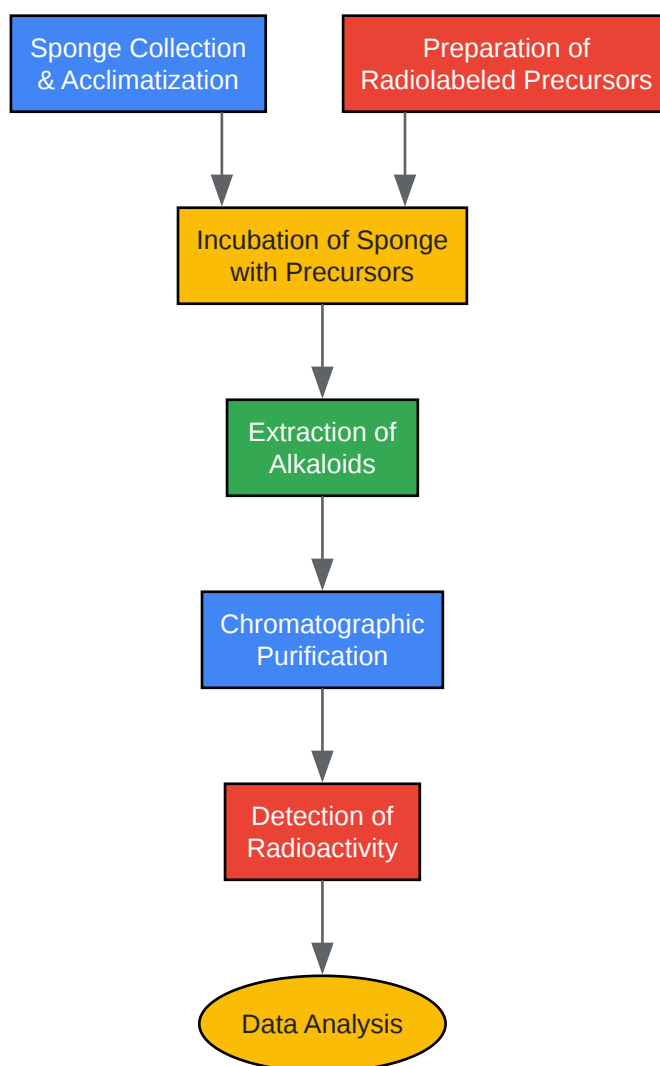 Sponge Collection
& Acclimatization
Preparation of
Radiolabeled Precursors
Incubation of Sponge
with Precursors
Extraction of
Alkaloids
Chromatographic
Purification
Detection of
Radioactivity
Data Analysis